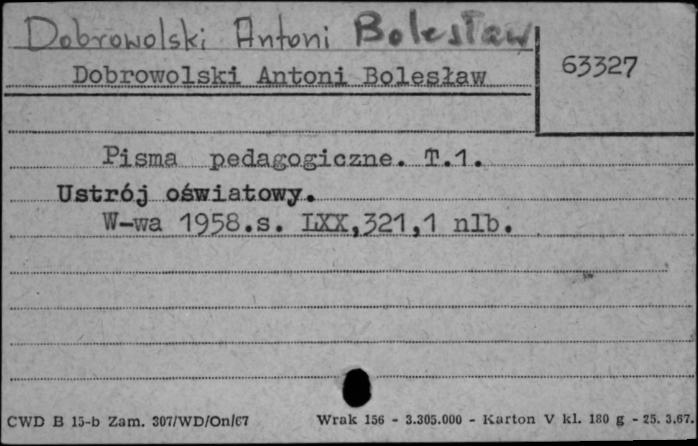 Dobrowolski Antoni Bolesław
Dobrowolski Antoni Bolesław
63327
Pisma pedagogiczne. T.1.
Ustrój oświatowy.
W-wa 1958.s. LXX,321,1 nlb.
CWD B 15-b Zam. 307/WD/On/67 Wrak 156 - 3.305.000 - Karton V kl. 180 g - 25. 3.67.